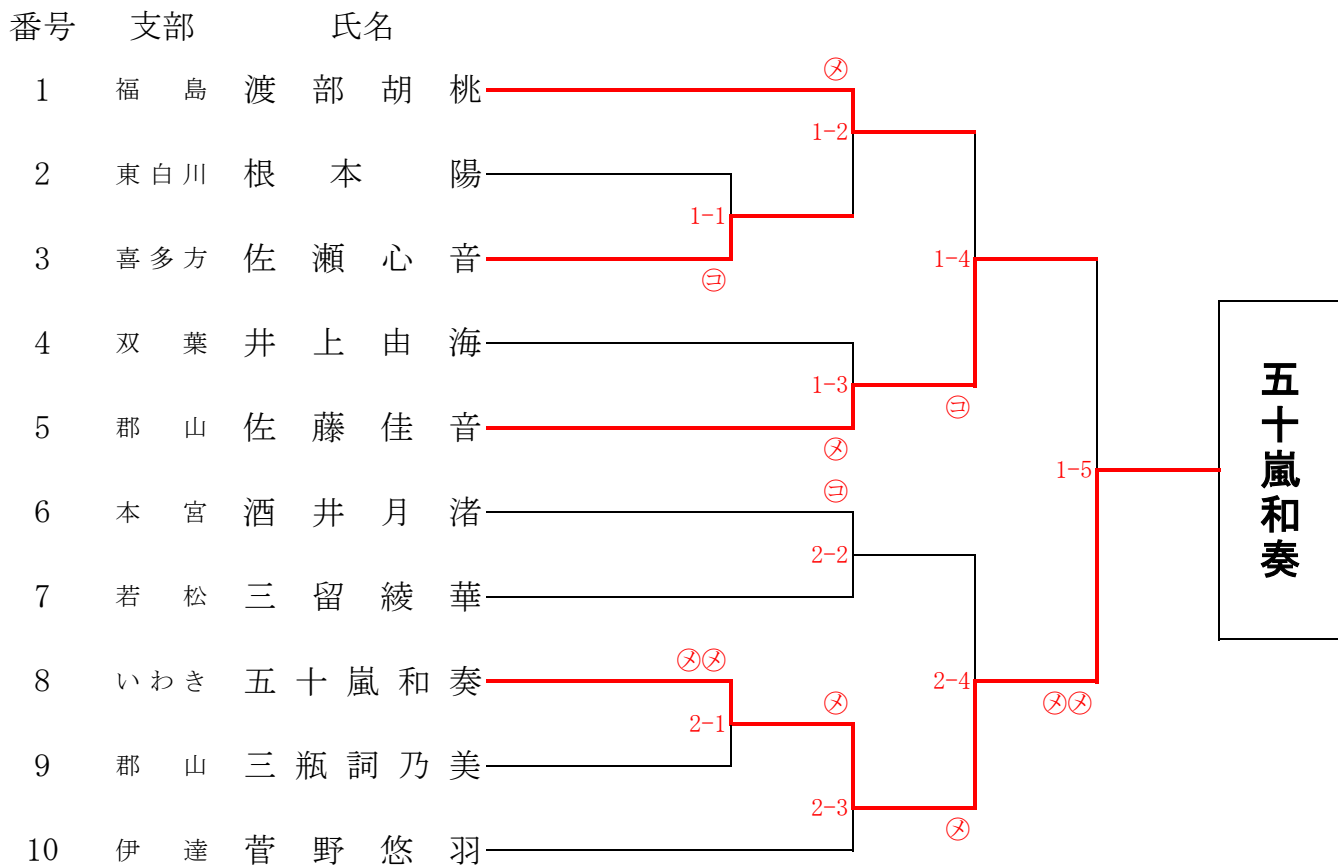 番号 支部 氏名
㋱
1 福島 渡部胡桃
1-2
2 東白川 根本陽
1-1
3 喜多方 佐瀬心音
1-4
㋙
4 双葉 井上由海
1-3
㋙
5 郡山 佐藤佳音
㋱
五十嵐和奏
1-5
㋙
6 本宮 酒井月渚
2-2
7 若松 三留綾華
㋱㋱
8 いわき 五十嵐和奏
2-4
㋱
㋱㋱
2-1
9 郡山 三瓶詞乃美
2-3
㋱
10 伊達 菅野悠羽